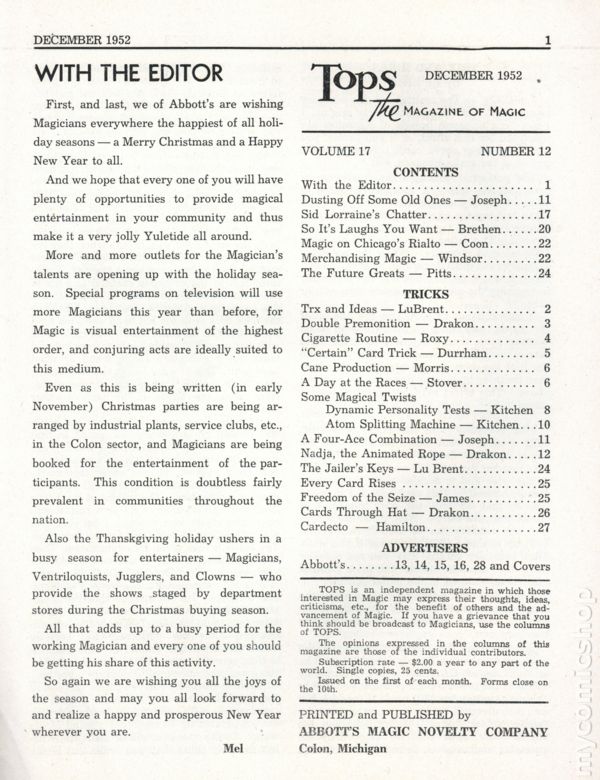 DECEMBER 1952
1
WITH THE EDITOR
First, and last, we of Abbott's are wishing
Magicians everywhere the happiest of all holi-
day seasons — a Merry Christmas and a Happy
New Year to all.
And we hope that every one of you will have
plenty of opportunities to provide magical
entertainment in your community and thus
make it a very jolly Yuletide all around.
More and more outlets for the Magician's
talents are opening up with the holiday sea-
son. Special programs on television will use
more Magicians this year than before, for
Magic is visual entertainment of the highest
order, and conjuring acts are ideally suited to
this medium.
Even as this is being written (in early
November) Christmas parties are being ar-
ranged by industrial plants, service clubs, etc.,
in the Colon sector, and Magicians are being
booked for the entertainment of the par-
ticipants. This condition is doubtless fairly
prevalent in communities throughout the
nation.
Also the Thanskgiving holiday ushers in a
busy season for entertainers — Magicians,
Ventriloquists, Jugglers, and Clowns — who
provide the shows staged by department
stores during the Christmas buying season.
All that adds up to a busy period for the
working Magician and every one of you should
be getting his share of this activity.
So again we are wishing you all the joys of
the season and may you all look forward to
and realize a happy and prosperous New Year
wherever you are.
Mel
Tops
DECEMBER 1952
The MAGAZINE OF MAGIC
VOLUME 17 NUMBER 12
CONTENTS
With the Editor...................... 1
Dusting Off Some Old Ones — Joseph.....11
Sid Lorraine's Chatter.................17
So It's Laughs You Want — Brethen......20
Magic on Chicago's Rialto — Coon........22
Merchandising Magic — Windsor..........22
The Future Greats — Pitts.............24
TRICKS
Trx and Ideas — LuBrent............... 2
Double Premonition — Drakon.......... 3
Cigarette Routine — Roxy.............. 4
"Certain" Card Trick — Durrham........ 5
Cane Production — Morris.............. 6
A Day at the Races — Stover........... 6
Some Magical Twists
Dynamic Personality Tests — Kitchen 8
Atom Splitting Machine — Kitchen...10
A Four-Ace Combination — Joseph.......11
Nadja, the Animated Rope — Drakon.....12
The Jailer's Keys — Lu Brent...........24
Every Card Rises .....................25
Freedom of the Seize — James..........25
Cards Through Hat — Drakon...........26
Cardecto — Hamilton.................27
ADVERTISERS
Abbott's........13, 14, 15, 16, 28 and Covers
TOPS is an independent magazine in which those
interested in Magic may express their thoughts, ideas,
criticisms, etc., for the benefit of others and the ad-
vancement of Magic. If you have a grievance that you
think should be broadcast to Magicians, use the columns
of TOPS.
The opinions expressed in the columns of this
magazine are those of the individual contributors.
Subscription rate — $2.00 a year to any part of the
world. Single copies, 25 cents.
Issued on the first of each month. Forms close on
the 10th.
PRINTED and PUBLISHED by
ABBOTT'S MAGIC NOVELTY COMPANY
Colon, Michigan
mycomicshop